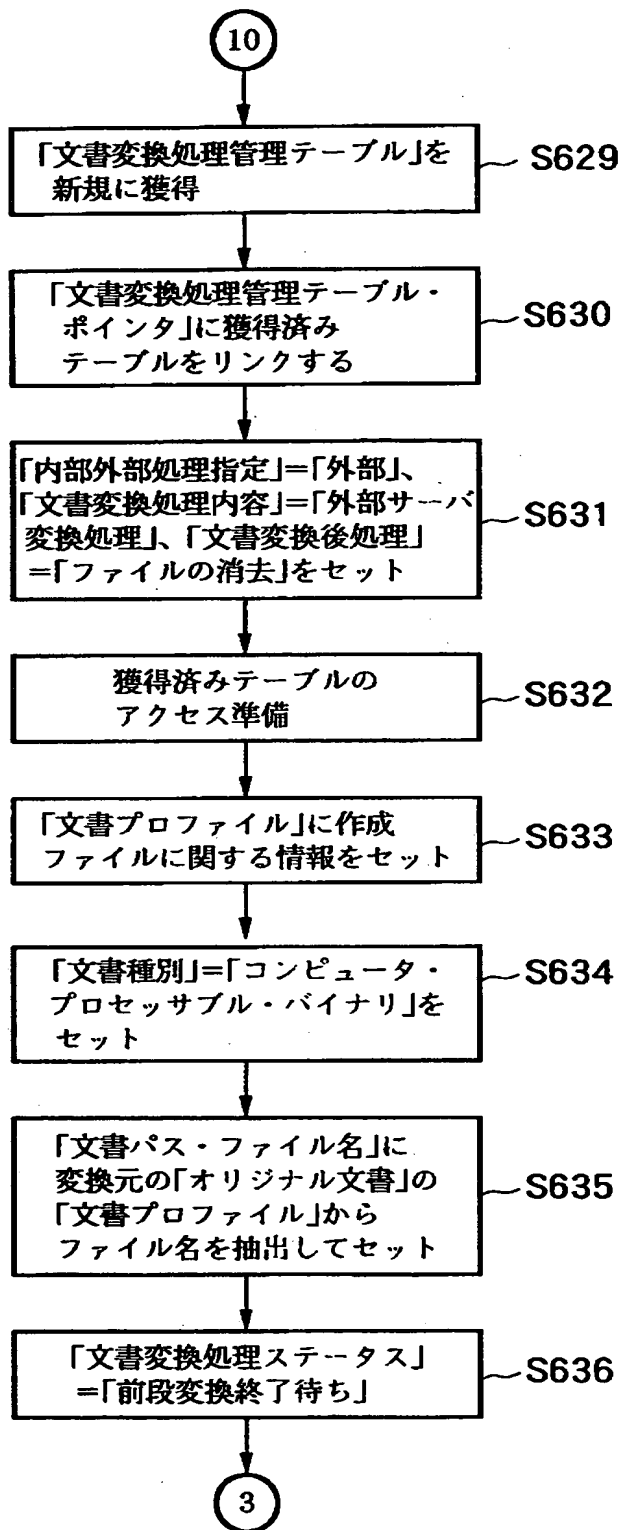 10
「文書変換処理管理テーブル」を
新規に獲得
S629
「文書変換処理管理テーブル・
ポインタ」に獲得済み
テーブルをリンクする
S630
「内部外部処理指定」=「外部」、
「文書変換処理内容」=「外部サーバ
変換処理」、「文書変換後処理」
=「ファイルの消去」をセット
S631
獲得済みテーブルの
アクセス準備
S632
「文書プロファイル」に作成
ファイルに関する情報をセット
S633
「文書種別」=「コンピュータ・
プロセッサブル・バイナリ」を
セット
S634
「文書パス・ファイル名」に
変換元の「オリジナル文書」の
「文書プロファイル」から
ファイル名を抽出してセット
S635
「文書変換処理ステータス」
=「前段変換終了待ち」
S636
3